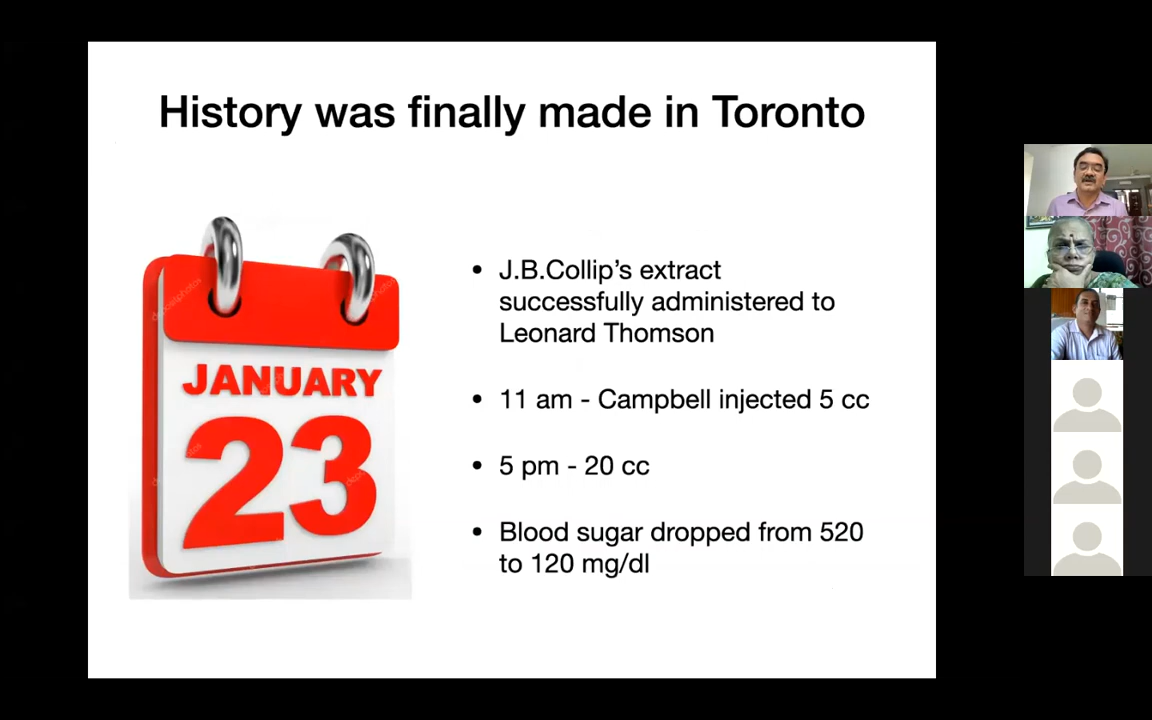 History was finally made in Toronto
JANUARY
23
• J.B.Collip's extract
successfully administered to
Leonard Thomson
• 11 am - Campbell injected 5 cc
• 5 pm - 20 cc
• Blood sugar dropped from 520
to 120 mg/dl